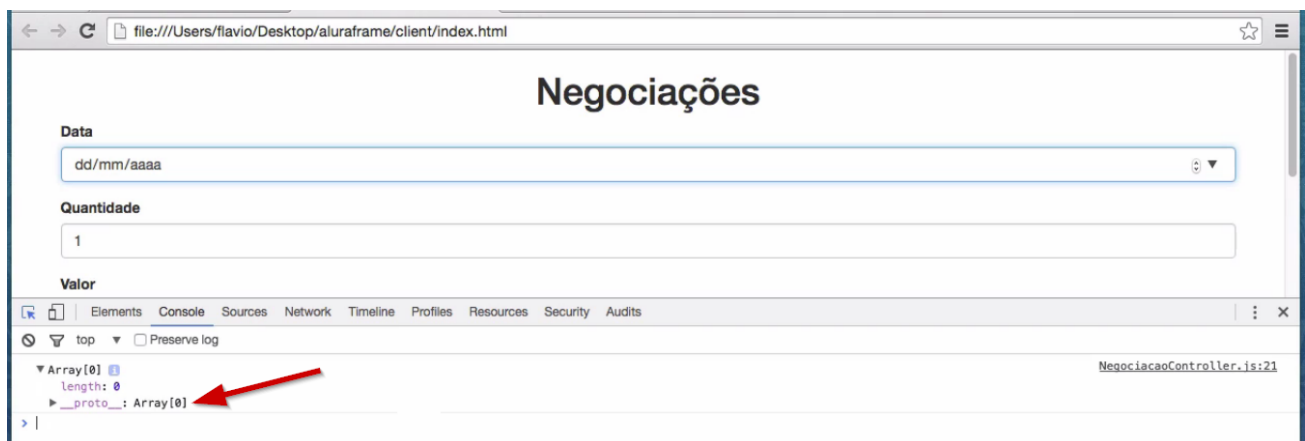 file:///Users/flavio/Desktop/aluraframe/client/index.html
Negociações
Data
dd/mm/aaaa
Quantidade
1
Valor
Elements Console Sources Network Timeline Profiles Resources Security Audits
top Preserve log
Array[0] NegociacaoController.js:21
length: 0
__proto__: Array[0]